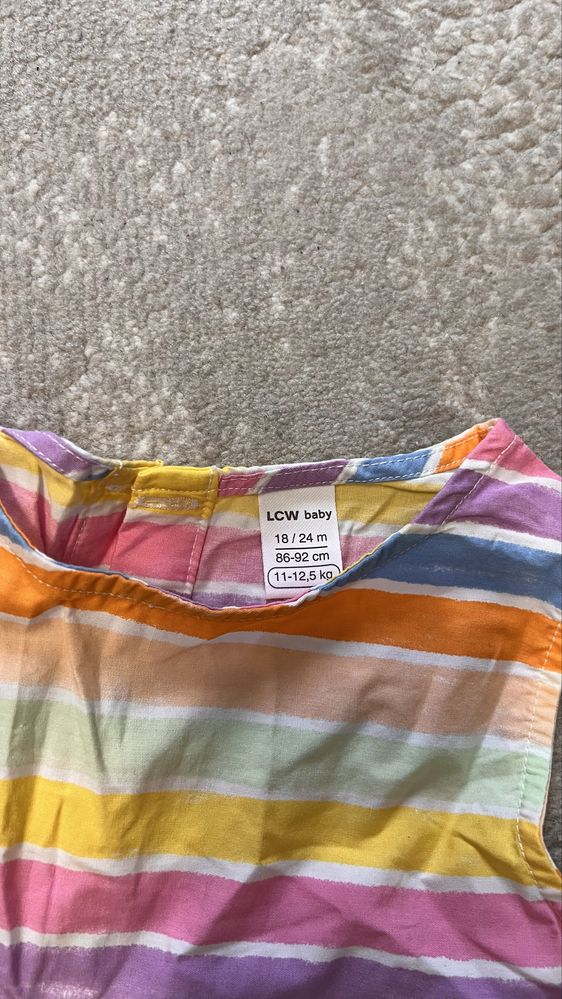 LCW baby
18 / 24 m
86-92 cm
11-12,5 kg